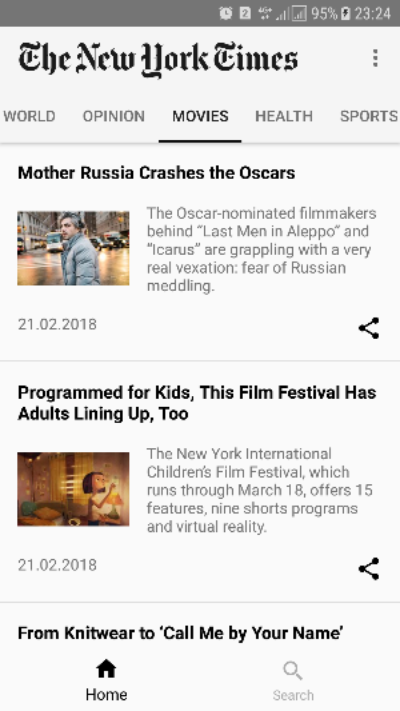 95% 23:24
The New York Times
WORLD OPINION MOVIES HEALTH SPORTS
Mother Russia Crashes the Oscars
The Oscar-nominated filmmakers
behind “Last Men in Aleppo” and
“Icarus” are grappling with a very
real vexation: fear of Russian
meddling.
21.02.2018
Programmed for Kids, This Film Festival Has
Adults Lining Up, Too
The New York International
Children’s Film Festival, which
runs through March 18, offers 15
features, nine shorts programs
and virtual reality.
21.02.2018
From Knitwear to ‘Call Me by Your Name’
Home Search